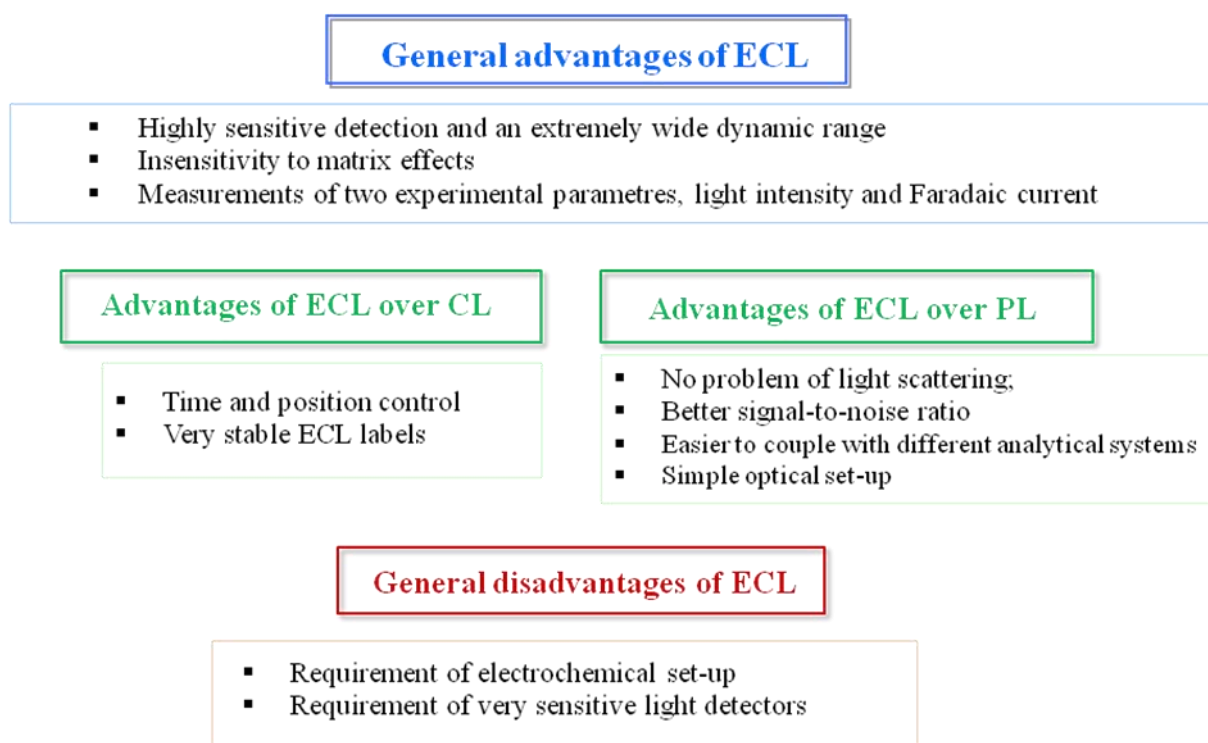 General advantages of ECL
▪ Highly sensitive detection and an extremely wide dynamic range
▪ Insensitivity to matrix effects
▪ Measurements of two experimental parametres, light intensity and Faradaic current
Advantages of ECL over CL
▪ Time and position control
▪ Very stable ECL labels
Advantages of ECL over PL
▪ No problem of light scattering;
▪ Better signal-to-noise ratio
▪ Easier to couple with different analytical systems
▪ Simple optical set-up
General disadvantages of ECL
▪ Requirement of electrochemical set-up
▪ Requirement of very sensitive light detectors